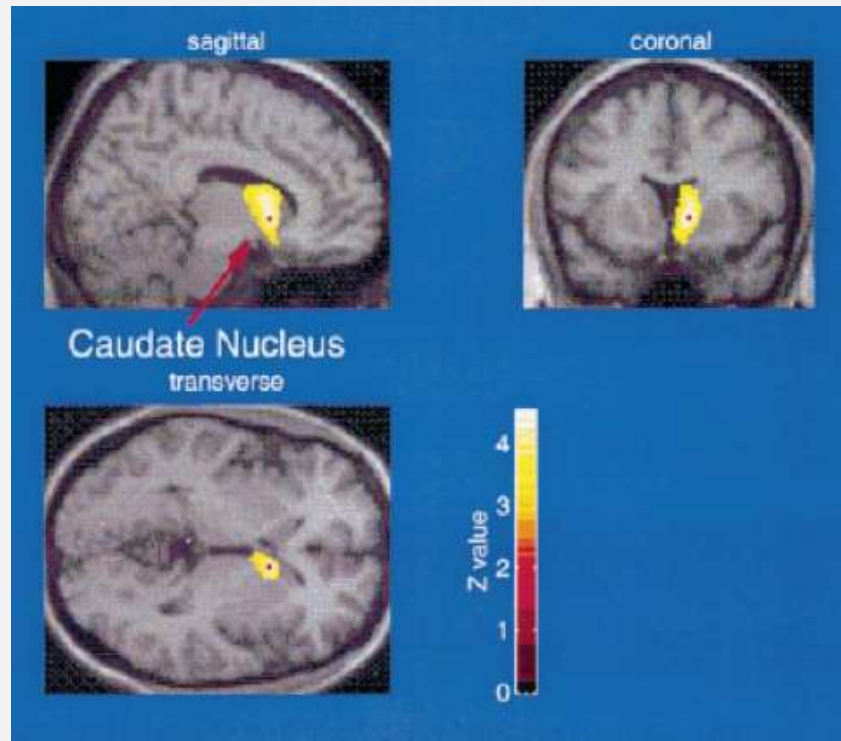 sagittal
coronal
Caudate Nucleus
transverse
4
3
2
1
0
Z value